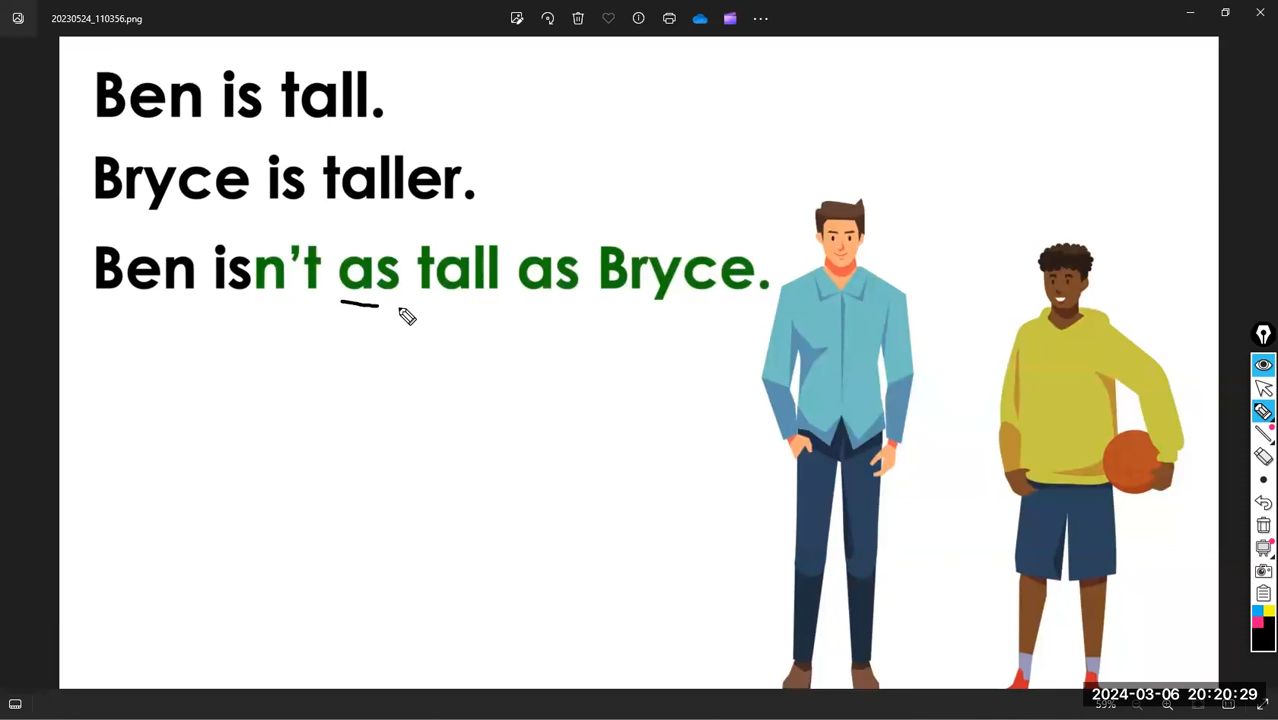 20230524_110356.png
Ben is tall.
Bryce is taller.
Ben isn’t as tall as Bryce.
2024-03-06 20:20:29
59%